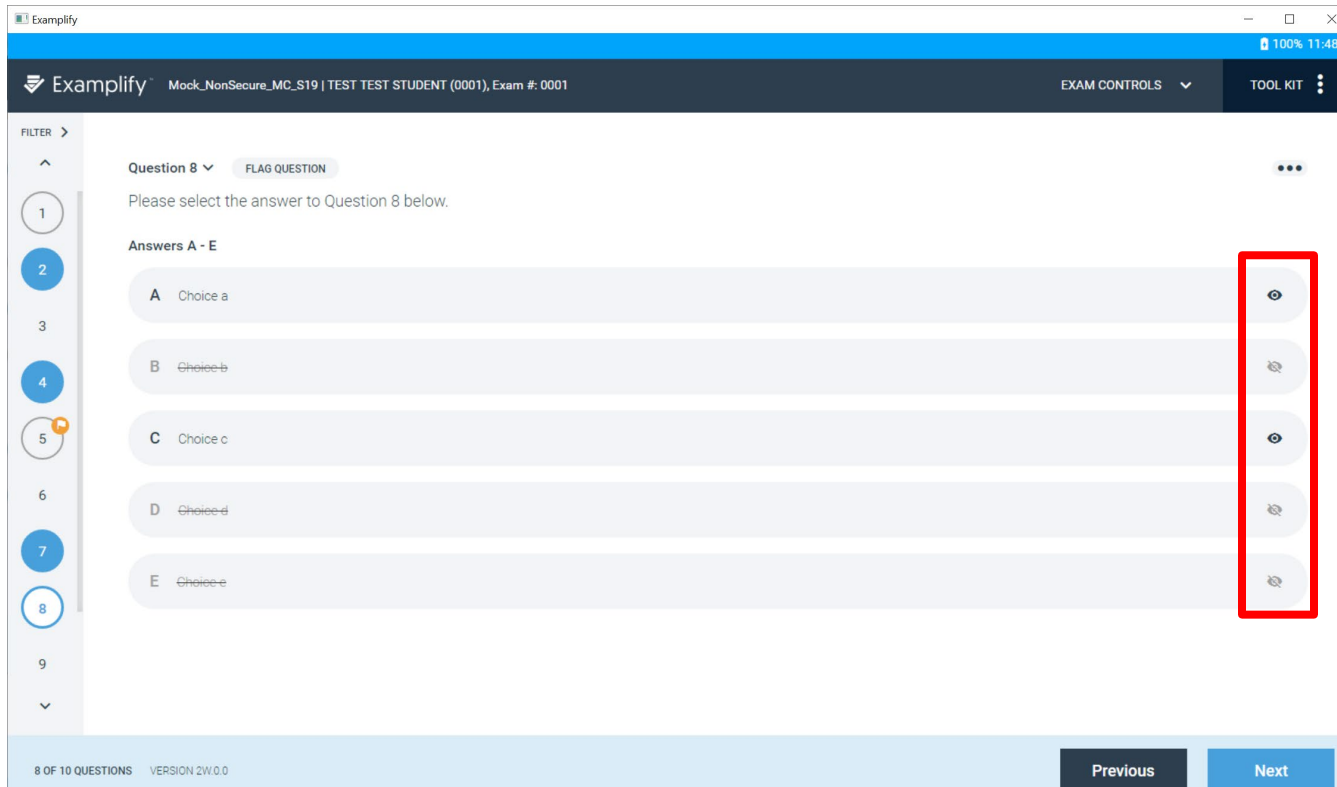 Examplify
100% 11:48
Examplify Mock_NonSecure_MC_S19 | TEST TEST STUDENT (0001), Exam #: 0001 EXAM CONTROLS TOOL KIT
FILTER
Question 8 FLAG QUESTION
Please select the answer to Question 8 below.
Answers A - E
1
2
3
4
5
6
7
8
9
A Choice a
B Choice b
C Choice c
D Choice d
E Choice e
8 OF 10 QUESTIONS VERSION 2W.0.0 Previous Next